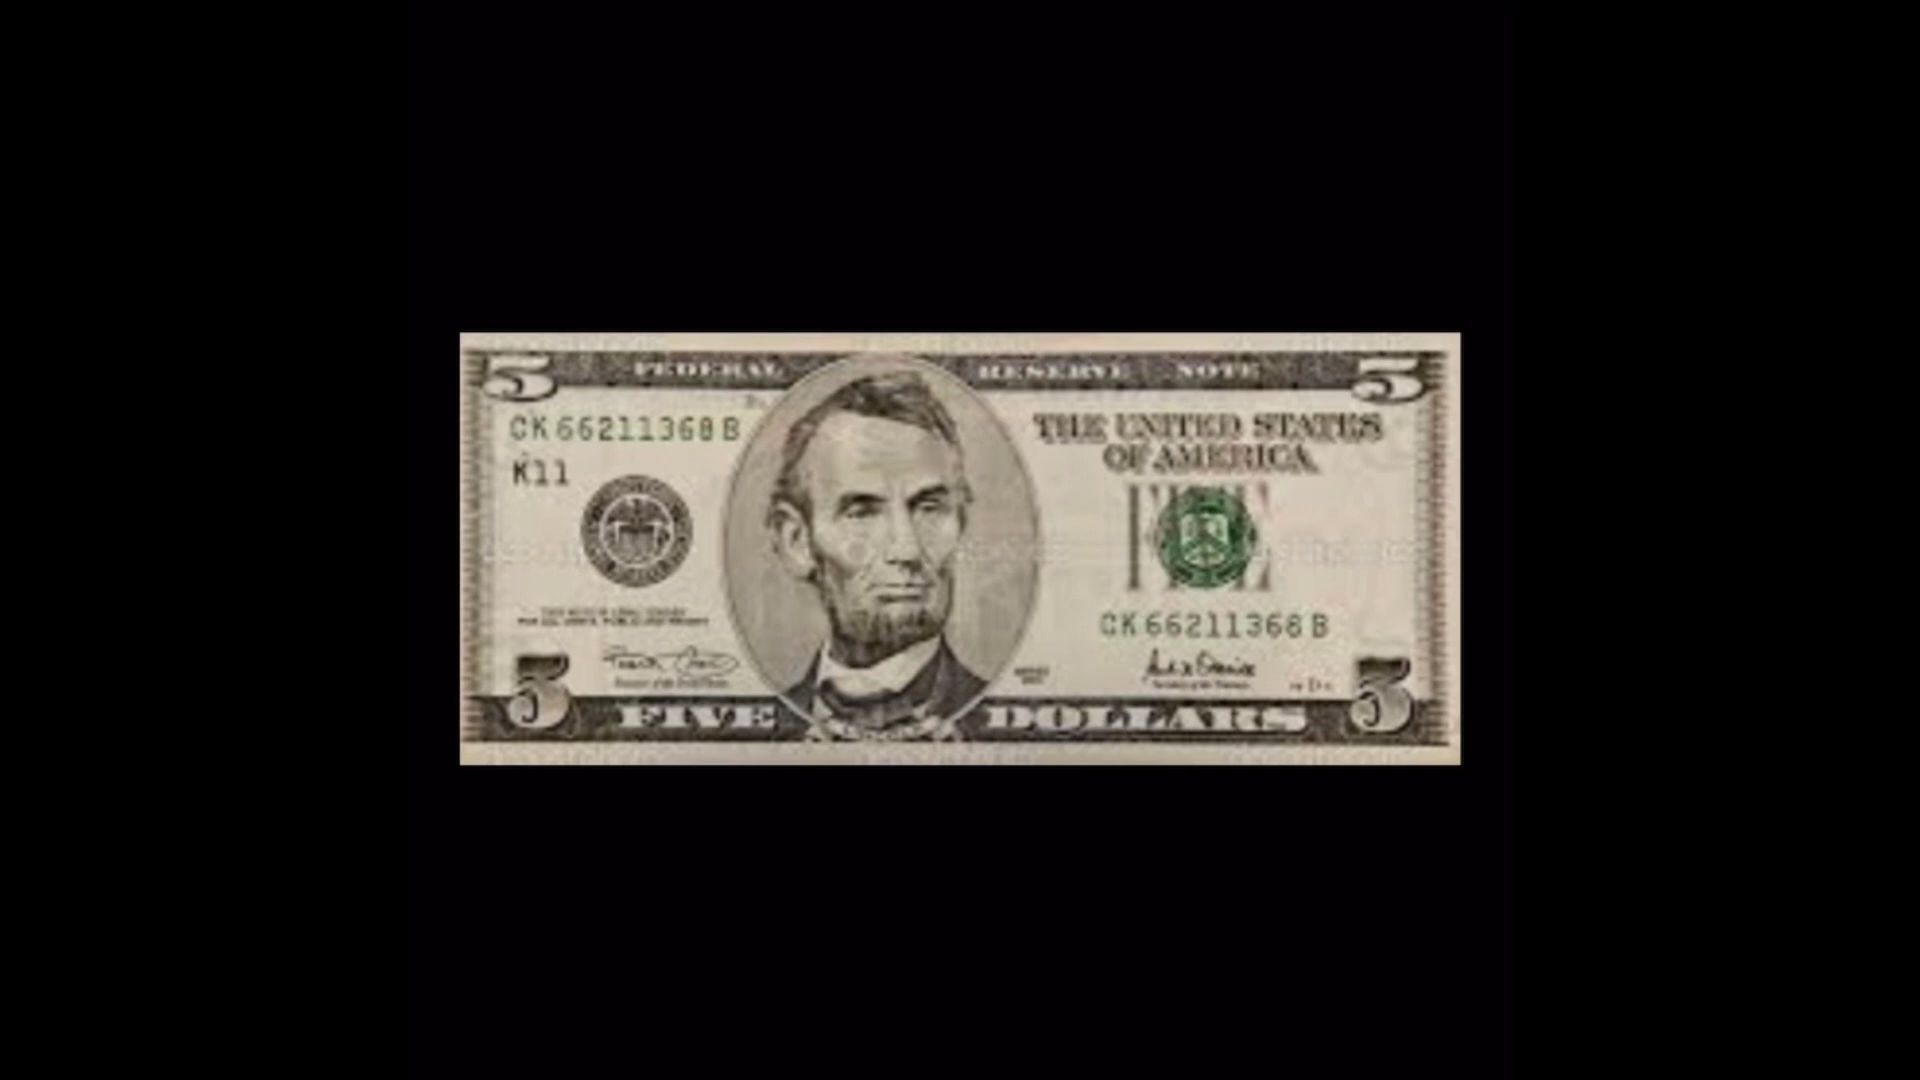 5 FEDERAL RESERVE NOTE 5
CK 66211368 B
THE UNITED STATES
OF AMERICA
K11
CK 66211368 B
5 5
FIVE DOLLARS